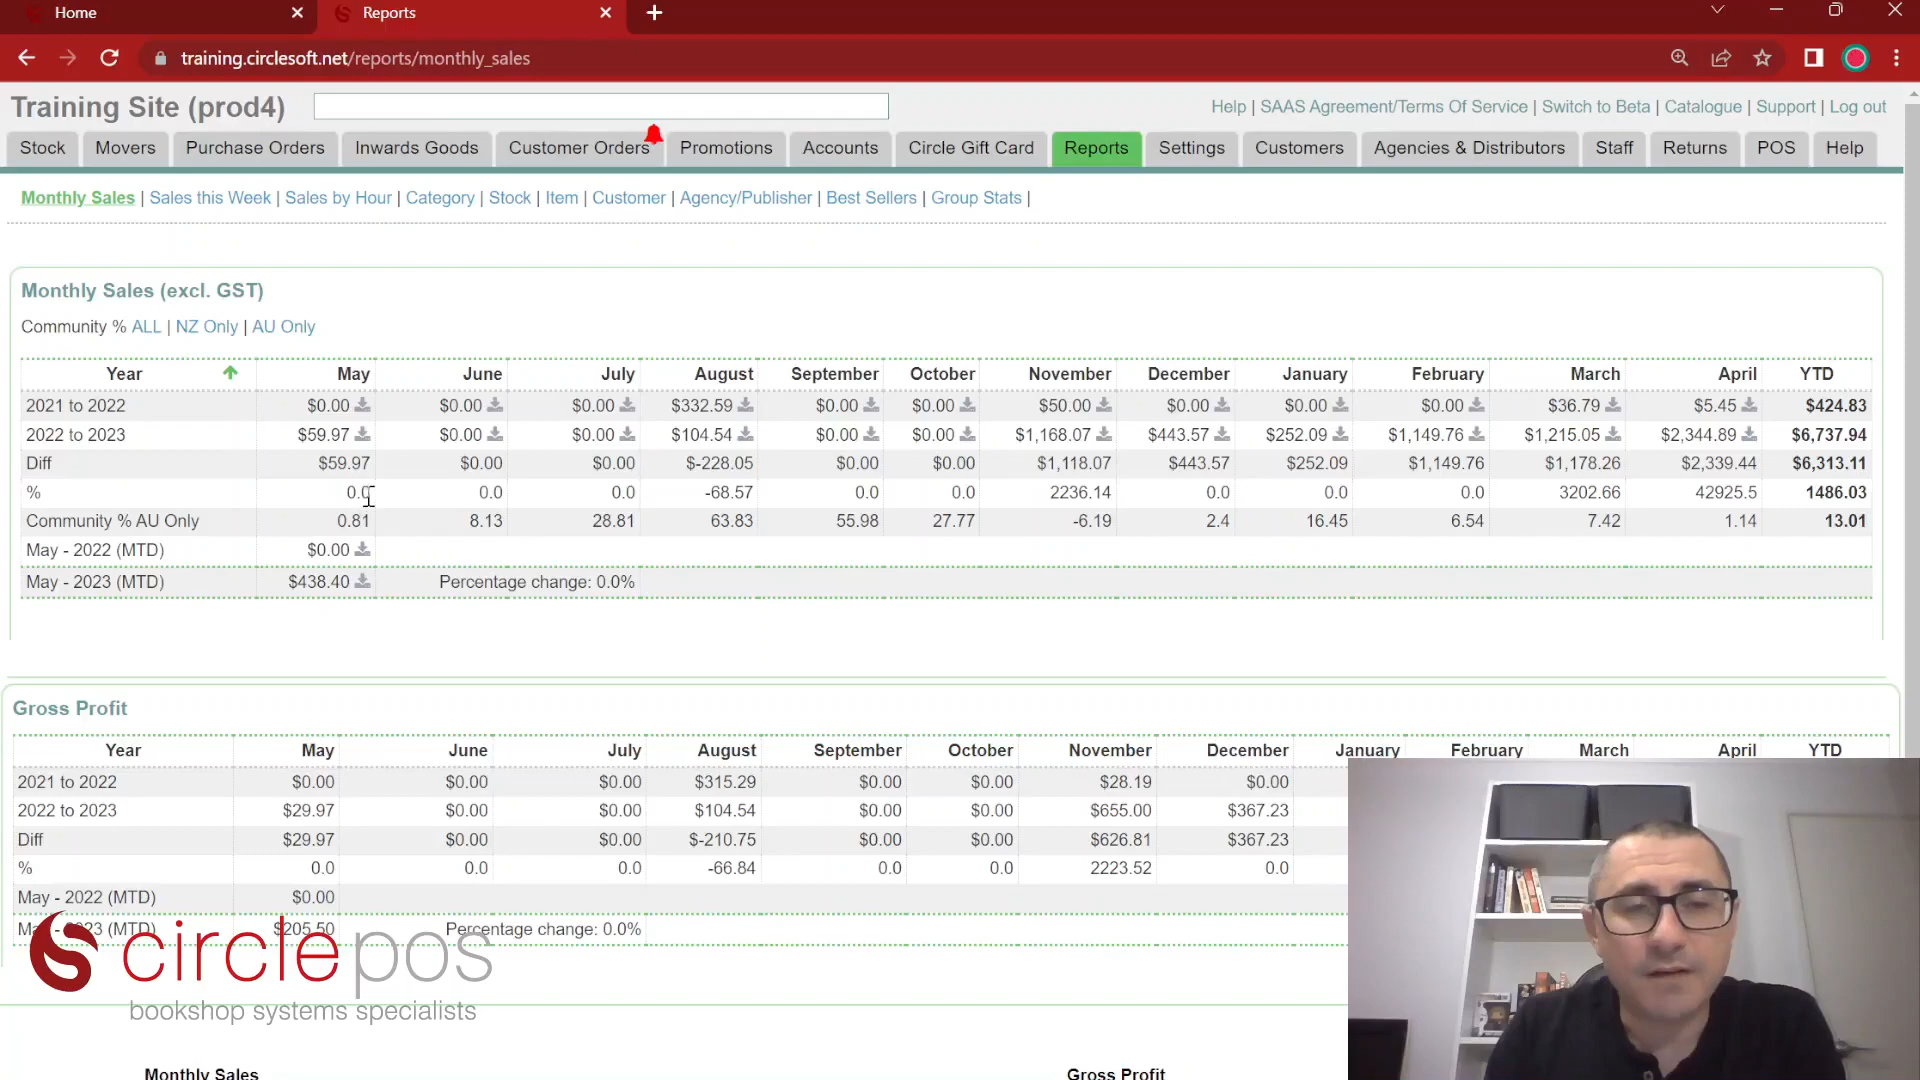 Home
Reports
training.circlesoft.net/reports/monthly_sales
Training Site (prod4)
Help | SAAS Agreement/Terms Of Service | Switch to Beta | Catalogue | Support | Log out
Stock Movers Purchase Orders Inwards Goods Customer Orders Promotions Accounts Circle Gift Card Reports Settings Customers Agencies & Distributors Staff Returns POS Help
Monthly Sales | Sales this Week | Sales by Hour | Category | Stock | Item | Customer | Agency/Publisher | Best Sellers | Group Stats |
Monthly Sales (excl. GST)
Community % ALL | NZ Only | AU Only
Year May June July August September October November December January February March April YTD
2021 to 2022 $0.00 $0.00 $0.00 $332.59 $0.00 $0.00 $50.00 $0.00 $0.00 $0.00 $36.79 $5.45 $424.83
2022 to 2023 $59.97 $0.00 $0.00 $104.54 $0.00 $0.00 $1,168.07 $443.57 $252.09 $1,149.76 $1,215.05 $2,344.89 $6,737.94
Diff $59.97 $0.00 $0.00 $-228.05 $0.00 $0.00 $1,118.07 $443.57 $252.09 $1,149.76 $1,178.26 $2,339.44 $6,313.11
% 0.0 0.0 0.0 -68.57 0.0 0.0 2236.14 0.0 0.0 0.0 3202.66 42925.5 1486.03
Community % AU Only 0.81 8.13 28.81 63.83 55.98 27.77 -6.19 2.4 16.45 6.54 7.42 1.14 13.01
May - 2022 (MTD) $0.00
May - 2023 (MTD) $438.40 Percentage change: 0.0%
Gross Profit
Year May June July August September October November December January February March April YTD
2021 to 2022 $0.00 $0.00 $0.00 $315.29 $0.00 $0.00 $28.19 $0.00
2022 to 2023 $29.97 $0.00 $0.00 $104.54 $0.00 $0.00 $655.00 $367.23
Diff $29.97 $0.00 $0.00 $-210.75 $0.00 $0.00 $626.81 $367.23
% 0.0 0.0 0.0 -66.84 0.0 0.0 2223.52 0.0
May - 2022 (MTD) $0.00
(MTD) $205.50 Percentage change: 0.0%
circlepos
bookshop systems specialists
Monthly Sales Gross Profit